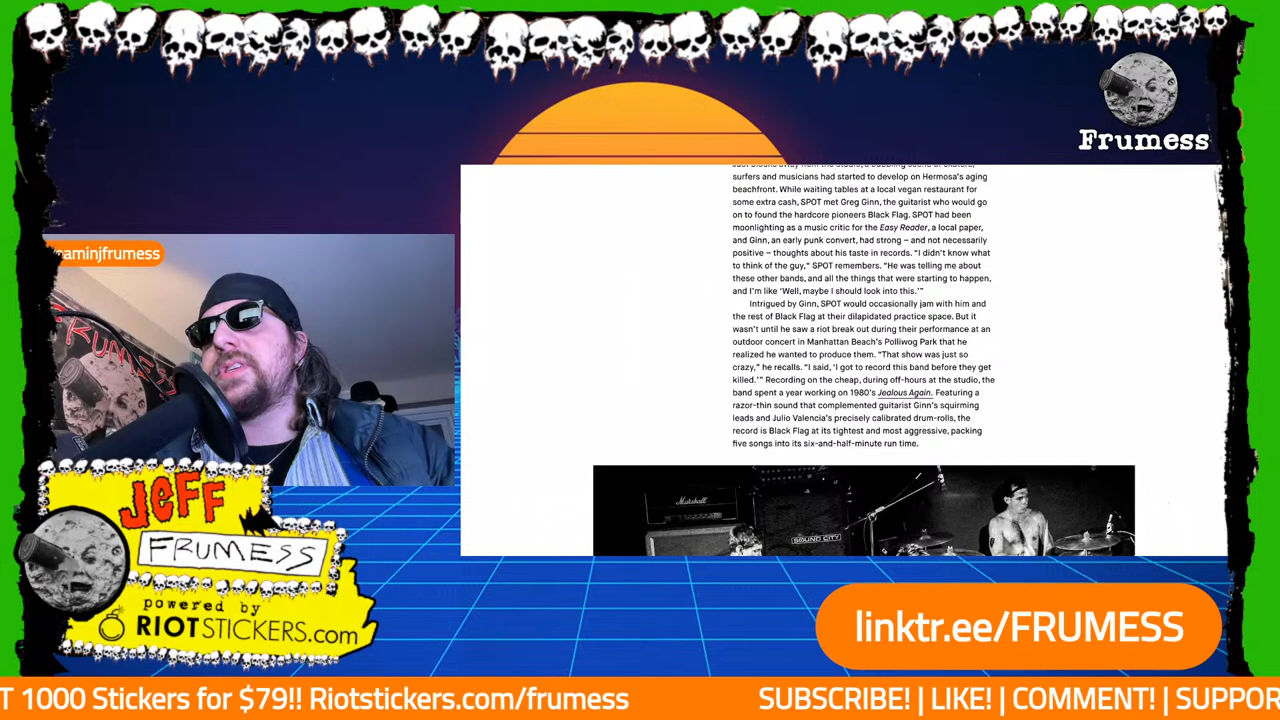 Frumess
just blocks away from the studio, a bubbling scene of skaters,
surfers and musicians had started to develop on Hermosa's aging
beachfront. While waiting tables at a local vegan restaurant for
some extra cash, SPOT met Greg Ginn, the guitarist who would go
on to found the hardcore pioneers Black Flag. SPOT had been
moonlighting as a music critic for the Easy Reader, a local paper,
and Ginn, an early punk convert, had strong – and not necessarily
positive – thoughts about his taste in records. “I didn't know what
to think of the guy,” SPOT remembers. “He was telling me about
these other bands, and all the things that were starting to happen,
and I'm like ‘Well, maybe I should look into this.’”
Intrigued by Ginn, SPOT would occasionally jam with him and
the rest of Black Flag at their dilapidated practice space. But it
wasn't until he saw a riot break out during their performance at an
outdoor concert in Manhattan Beach's Polliwog Park that he
realized he wanted to produce them. “That show was just so
crazy,” he recalls. “I said, ‘I got to record this band before they get
killed.’” Recording on the cheap, during off-hours at the studio, the
band spent a year working on 1980's Jealous Again. Featuring a
razor-thin sound that complemented guitarist Ginn's squirming
leads and Julio Valencia's precisely calibrated drum-rolls, the
record is Black Flag at its tightest and most aggressive, packing
five songs into its six-and-half-minute run time.
Marshall
SOUND CITY
aminjfrumess
FRUMESS
JEFF
FRUMESS
powered by
RIOTSTICKERS.com
linktr.ee/FRUMESS
T 1000 Stickers for $79!! Riotstickers.com/frumess
SUBSCRIBE! | LIKE! | COMMENT! | SUPPOR